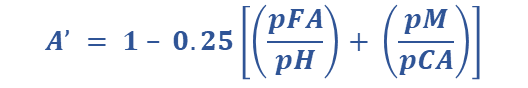 A’ = 1 – 0.25 [(pFA/pH) + (pM/pCA)]